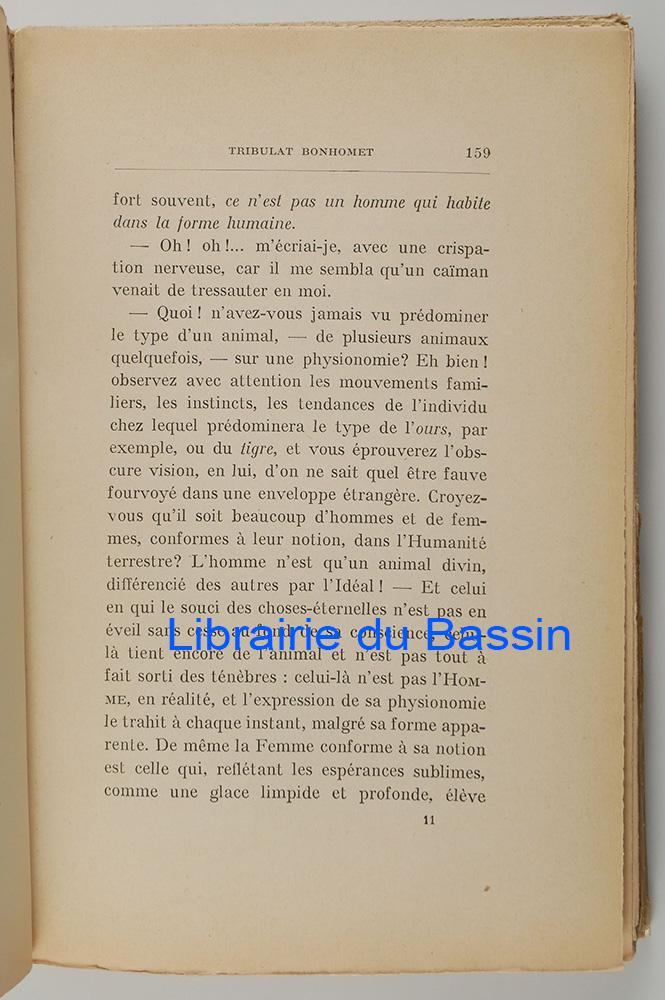 TRIBULAT BONHOMET 159
fort souvent, ce n'est pas un homme qui habite
dans la forme humaine.
— Oh ! oh !... m'écriai-je, avec une crispa-
tion nerveuse, car il me sembla qu'un caïman
venait de tressauter en moi.
— Quoi ! n'avez-vous jamais vu prédominer
le type d'un animal, — de plusieurs animaux
quelquefois, — sur une physionomie? Eh bien !
observez avec attention les mouvements fami-
liers, les instincts, les tendances de l'individu
chez lequel prédominera le type de l'ours, par
exemple, ou du tigre, et vous éprouverez l'obs-
cure vision, en lui, d'on ne sait quel être fauve
fourvoyé dans une enveloppe étrangère. Croyez-
vous qu'il soit beaucoup d'hommes et de fem-
mes, conformes à leur notion, dans l'Humanité
terrestre? L'homme n'est qu'un animal divin,
différencié des autres par l'Idéal ! — Et celui
en qui le souci des choses-éternelles n'est pas en
éveil sans cesse au fond de sa conscience, celui-
Librairie du Bassin
là tient encore de l'animal et n'est pas tout à
fait sorti des ténèbres : celui-là n'est pas l'HOM-
ME, en réalité, et l'expression de sa physionomie
le trahit à chaque instant, malgré sa forme appa-
rente. De même la Femme conforme à sa notion
est celle qui, reflétant les espérances sublimes,
comme une glace limpide et profonde, élève
11